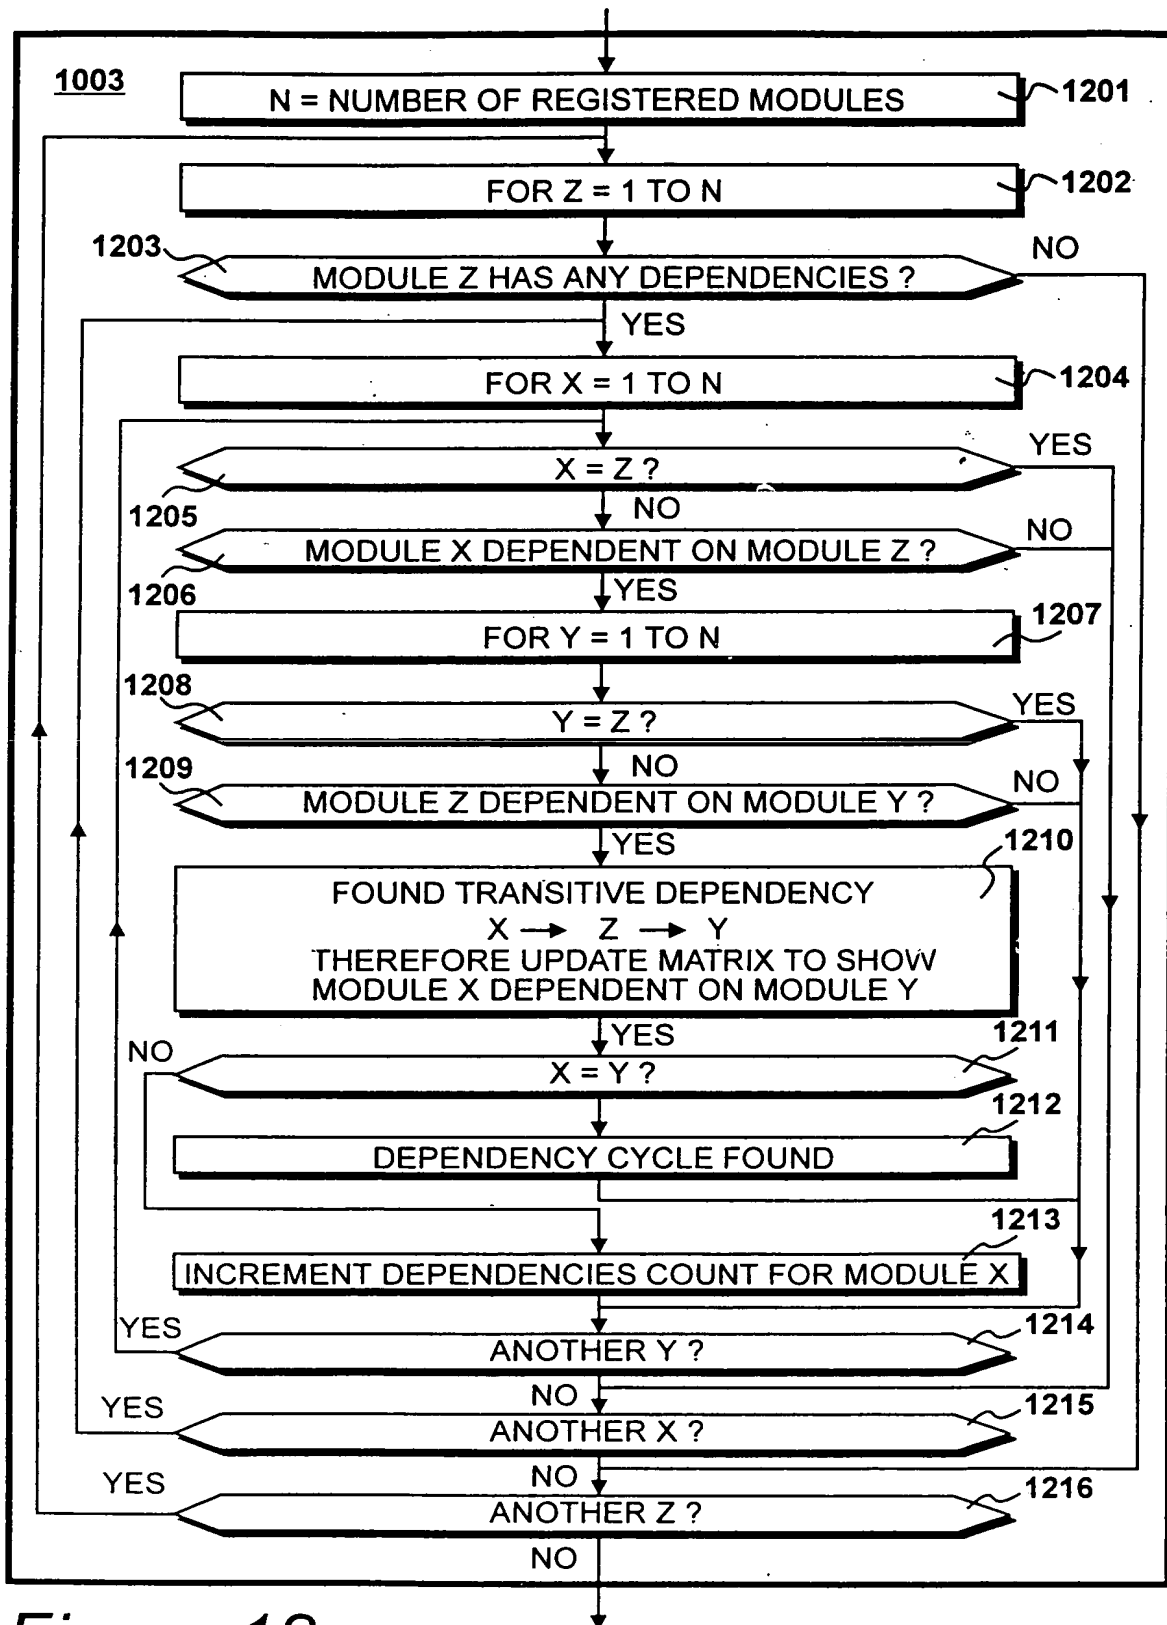 1003
N = NUMBER OF REGISTERED MODULES
1201
FOR Z = 1 TO N
1202
1203
MODULE Z HAS ANY DEPENDENCIES ?
NO
YES
FOR X = 1 TO N
1204
X = Z ?
YES
1205
NO
MODULE X DEPENDENT ON MODULE Z ?
NO
1206
YES
1207
FOR Y = 1 TO N
1208
Y = Z ?
YES
1209
NO
MODULE Z DEPENDENT ON MODULE Y ?
NO
YES
1210
FOUND TRANSITIVE DEPENDENCY
X → Z → Y
THEREFORE UPDATE MATRIX TO SHOW
MODULE X DEPENDENT ON MODULE Y
YES
1211
NO
X = Y ?
1212
DEPENDENCY CYCLE FOUND
1213
INCREMENT DEPENDENCIES COUNT FOR MODULE X
YES
ANOTHER Y ?
1214
NO
YES
ANOTHER X ?
1215
NO
YES
ANOTHER Z ?
1216
NO